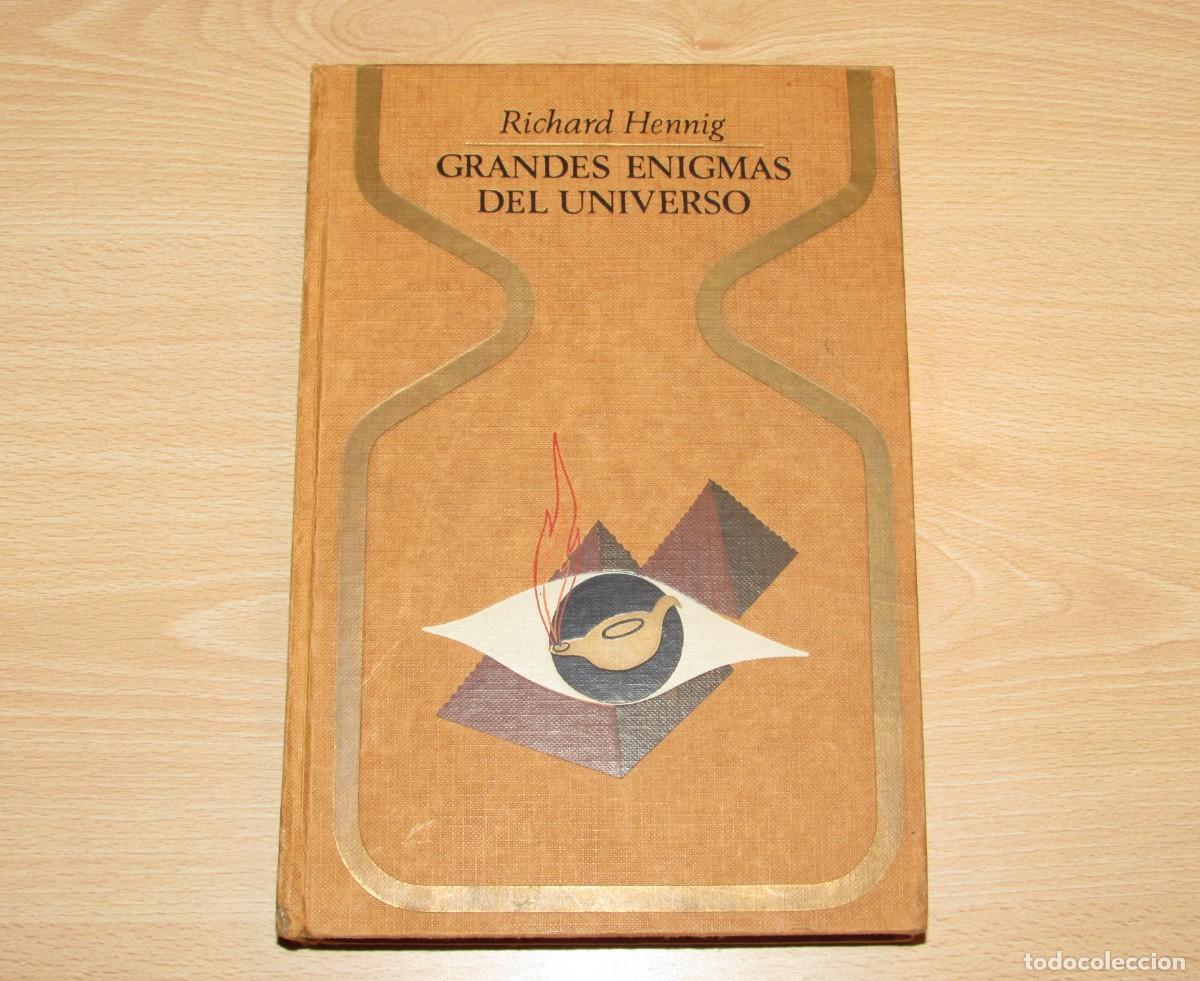 Richard Hennig
GRANDES ENIGMAS
DEL UNIVERSO
todocoleccion